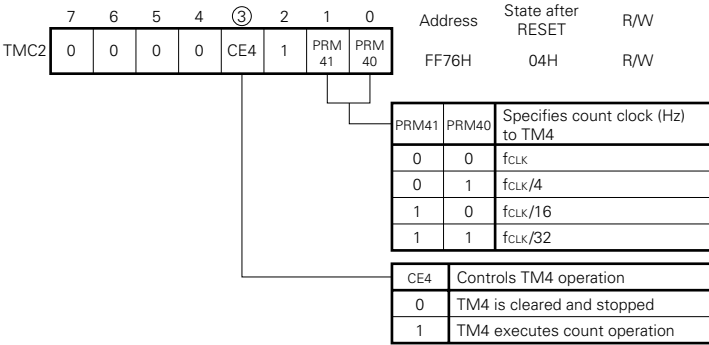 7 6 5 4 3 2 1 0 Address State after RESET R/W
TMC2 0 0 0 0 CE4 1 PRM 41 PRM 40 FF76H 04H R/W
PRM41 PRM40 Specifies count clock (Hz) to TM4
0 0 fCLK
0 1 fCLK/4
1 0 fCLK/16
1 1 fCLK/32
CE4 Controls TM4 operation
0 TM4 is cleared and stopped
1 TM4 executes count operation